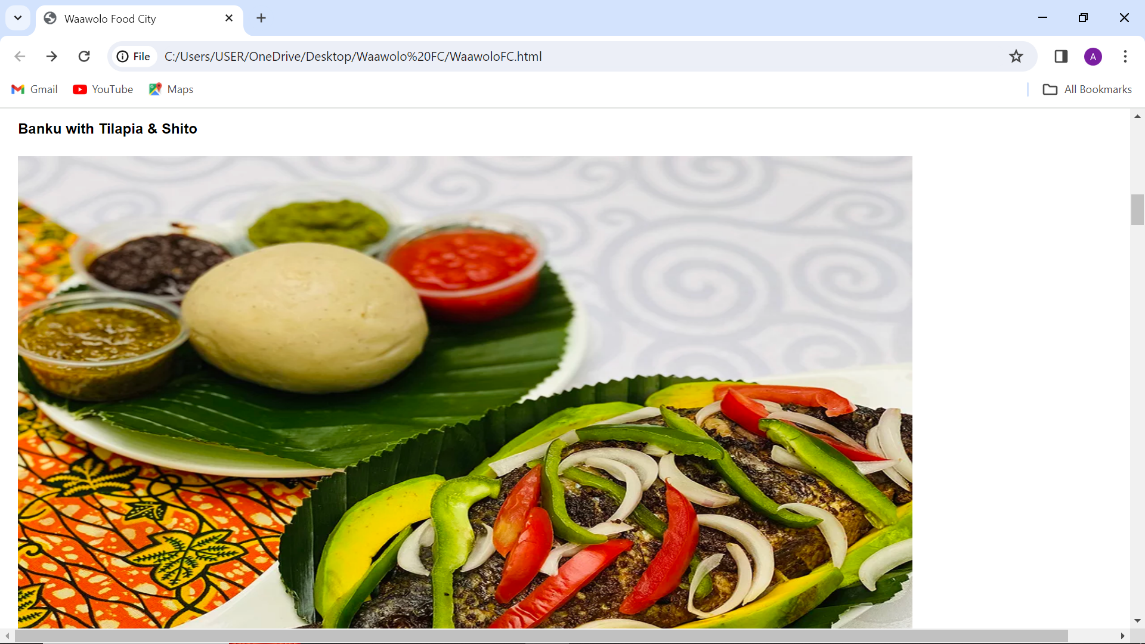 Waawolo Food City
File C:/Users/USER/OneDrive/Desktop/Waawolo%20FC/WaawoloFC.html A
Gmail YouTube Maps All Bookmarks
Banku with Tilapia & Shito